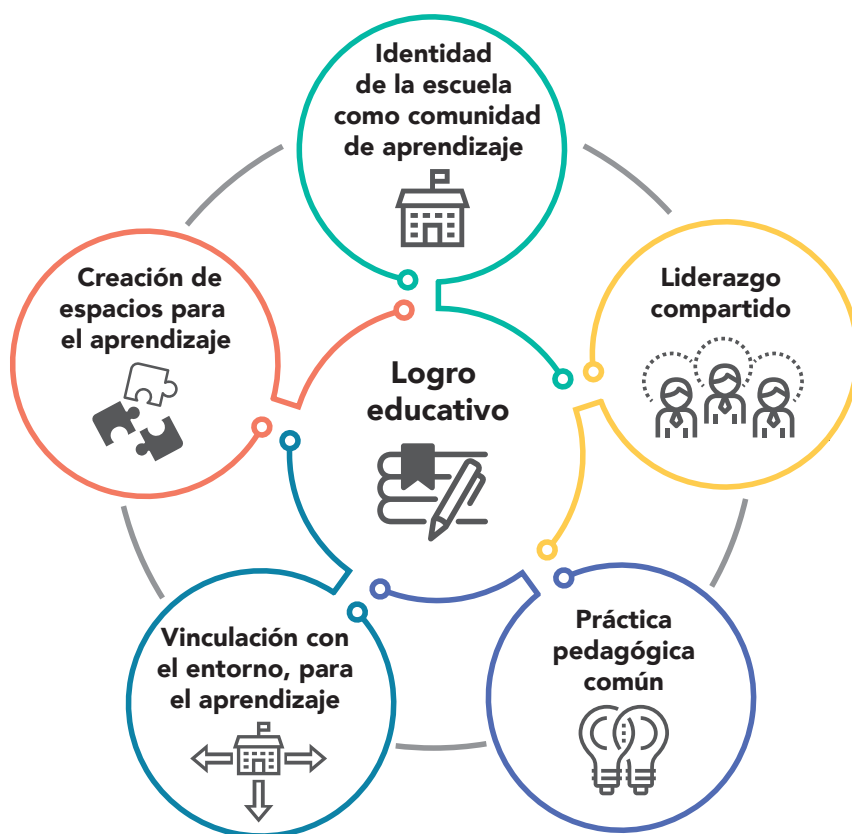 Identidad
de la escuela
como comunidad
de aprendizaje
Liderazgo
compartido
Práctica
pedagógica
común
Vinculación con
el entorno, para
el aprendizaje
Creación de
espacios para
el aprendizaje
Logro
educativo